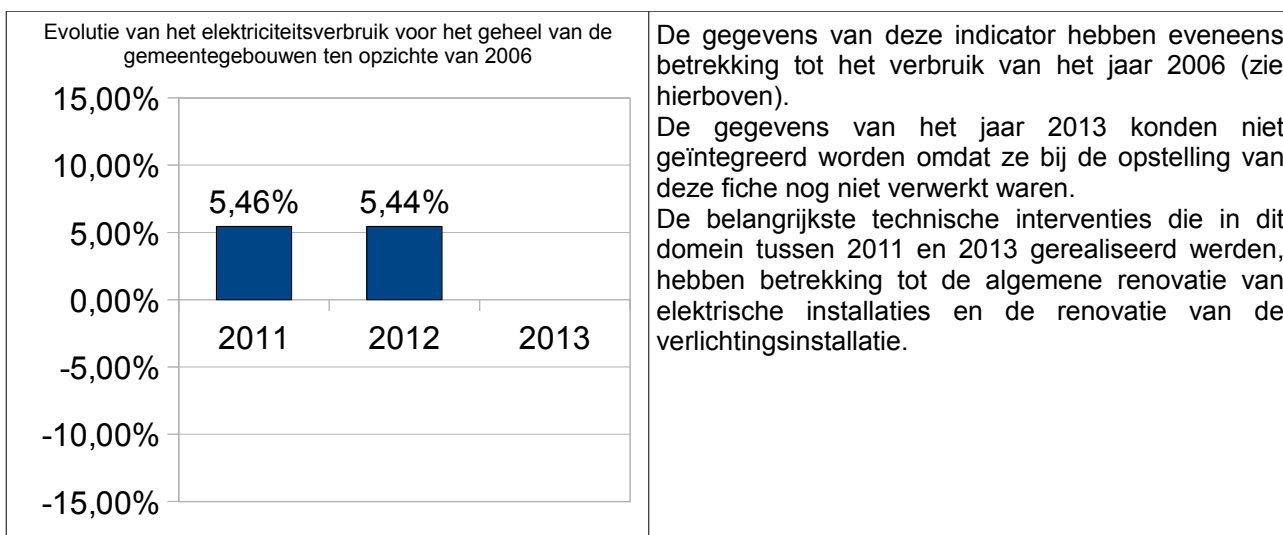 Evolutie van het elektriciteitsverbruik voor het geheel van de
gemeentegebouwen ten opzichte van 2006
15,00%
10,00%
5,46%
5,44%
5,00%
0,00%
2011
2012
2013
-5,00%
-10,00%
-15,00%
De gegevens van deze indicator hebben eveneens
betrekking tot het verbruik van het jaar 2006 (zie
hierboven).
De gegevens van het jaar 2013 konden niet
geïntegreerd worden omdat ze bij de opstelling van
deze fiche nog niet verwerkt waren.
De belangrijkste technische interventies die in dit
domein tussen 2011 en 2013 gerealiseerd werden,
hebben betrekking tot de algemene renovatie van
elektrische installaties en de renovatie van de
verlichtingsinstallatie.